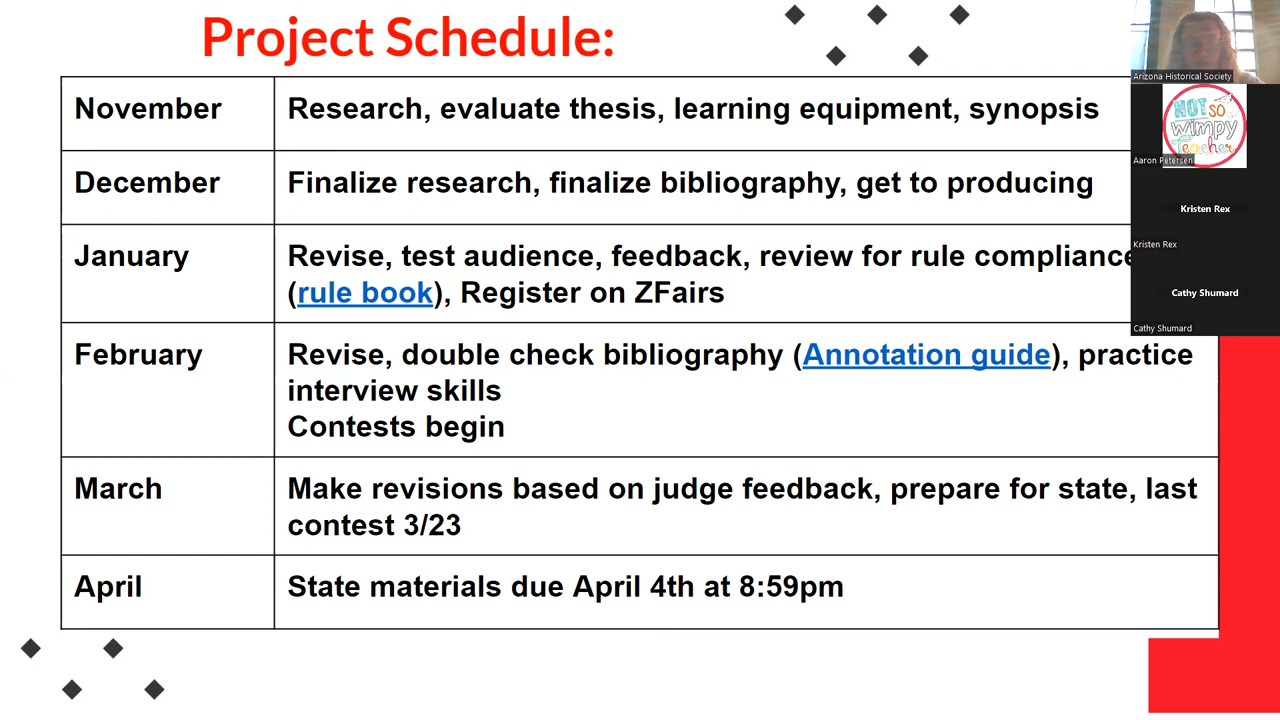 Project Schedule:
November
Research, evaluate thesis, learning equipment, synopsis
December
Finalize research, finalize bibliography, get to producing
January
Revise, test audience, feedback, review for rule compliance
(rule book), Register on ZFairs
February
Revise, double check bibliography (Annotation guide), practice
interview skills
Contests begin
March
Make revisions based on judge feedback, prepare for state, last
contest 3/23
April
State materials due April 4th at 8:59pm
Arizona Historical Society
NOT SO
wimpy
Teacher
Aaron Petersen
Kristen Rex
Kristen Rex
Cathy Shumard
Cathy Shumard